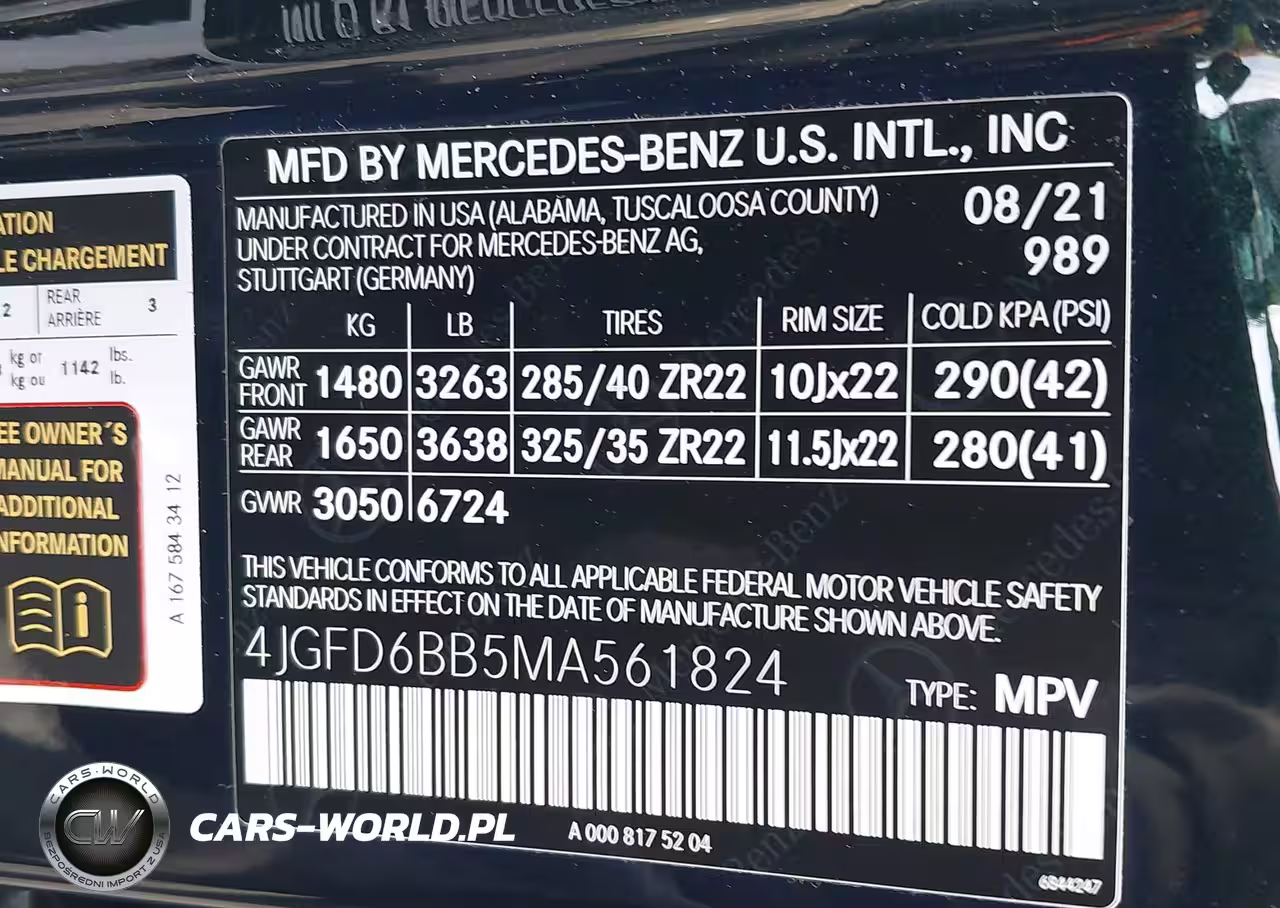 ATION
LE CHARGEMENT
2 REAR ARRIÈRE 3
kg or
kg ou 1142 lbs.
lb.
EE OWNER´S
MANUAL FOR
ADDITIONAL
NFORMATION
A 167 584 34 12
MFD BY MERCEDES-BENZ U.S. INTL., INC
MANUFACTURED IN USA (ALABAMA, TUSCALOOSA COUNTY) 08/21
UNDER CONTRACT FOR MERCEDES-BENZ AG, 989
STUTTGART (GERMANY)
KG LB TIRES RIM SIZE COLD KPA (PSI)
GAWR FRONT 1480 3263 285/40 ZR22 10Jx22 290(42)
GAWR REAR 1650 3638 325/35 ZR22 11.5Jx22 280(41)
GVWR 3050 6724
THIS VEHICLE CONFORMS TO ALL APPLICABLE FEDERAL MOTOR VEHICLE SAFETY
STANDARDS IN EFFECT ON THE DATE OF MANUFACTURE SHOWN ABOVE.
4JGFD6BB5MA561824
TYPE: MPV
A 000 817 52 04
6844247
CARS-WORLD
CW
BEZPOŚREDNI IMPORT Z USA
CARS-WORLD.PL